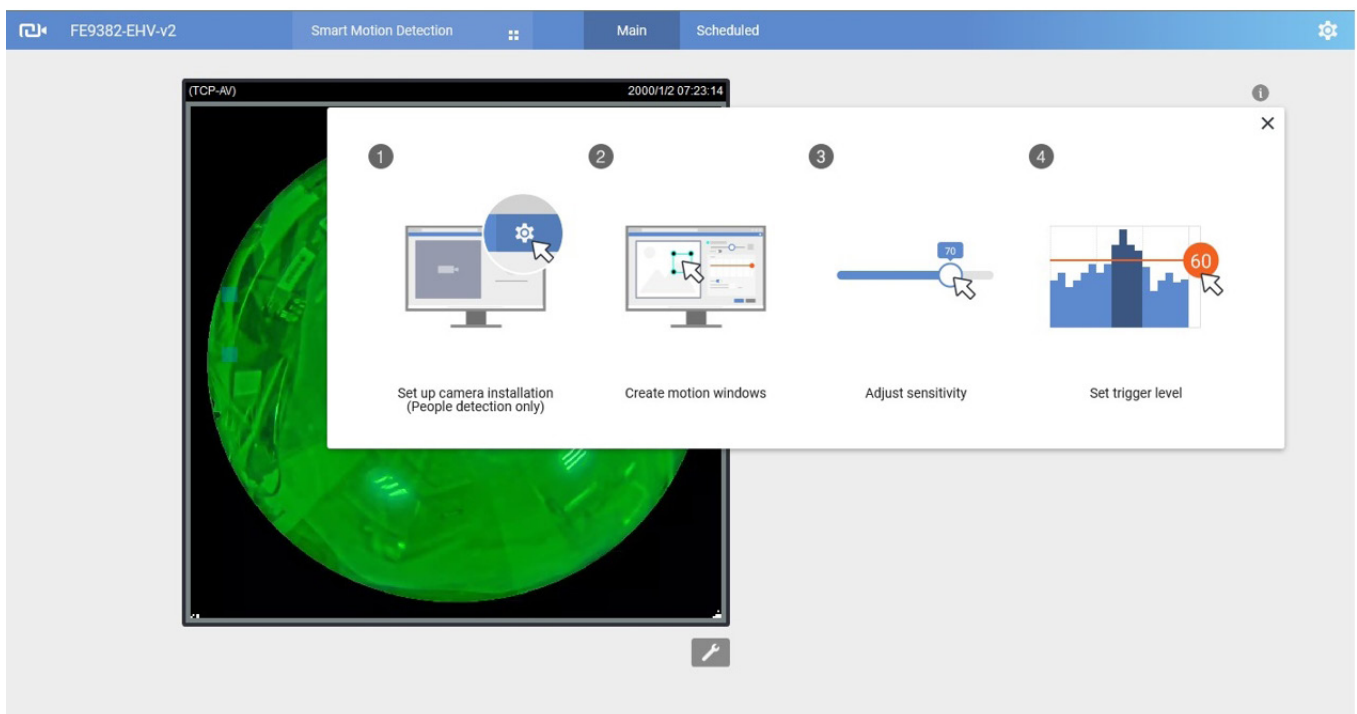 FE9382-EHV-v2 Smart Motion Detection Main Scheduled
(TCP-AV) 2000/1/2 07:23:14
1 2 3 4
70
60
Set up camera installation
(People detection only)
Create motion windows
Adjust sensitivity
Set trigger level